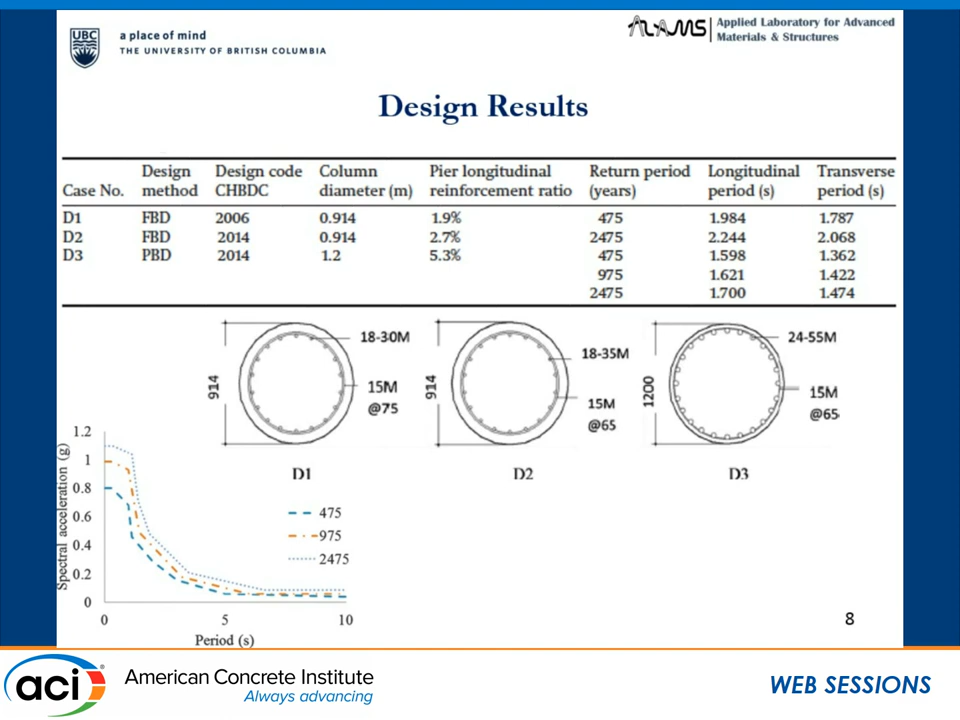 UBC
a place of mind
THE UNIVERSITY OF BRITISH COLUMBIA
ALAMS
Applied Laboratory for Advanced
Materials & Structures
Design Results
Case No. Design method Design code CHBDC Column diameter (m) Pier longitudinal reinforcement ratio Return period (years) Longitudinal period (s) Transverse period (s)
D1 FBD 2006 0.914 1.9% 475 1.984 1.787
D2 FBD 2014 0.914 2.7% 2475 2.244 2.068
D3 PBD 2014 1.2 5.3% 475 1.598 1.362
975 1.621 1.422
2475 1.700 1.474
914
18-30M
15M
@75
D1
914
18-35M
15M
@65
D2
1200
24-55M
15M
@65
D3
Spectral acceleration (g)
1.2
1
0.8
0.6
0.4
0.2
0
0 5 10
Period (s)
475
975
2475
8
aci
®
American Concrete Institute
Always advancing
WEB SESSIONS